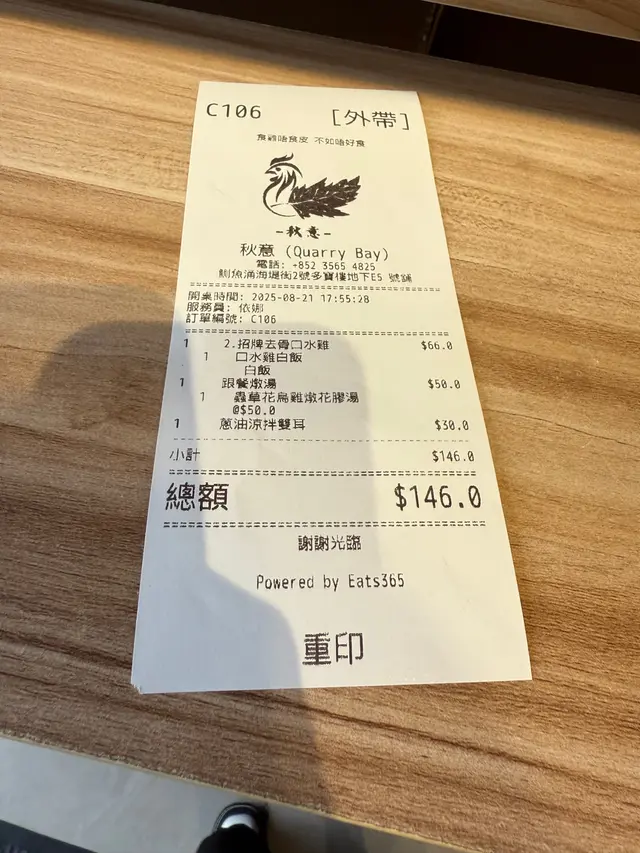 C106 [外帶]
食雞唔食皮 不如唔好食
-秋意-
秋意 (Quarry Bay)
電話: +852 3565 4825
鰂魚涌海堤街2號多寶樓地下E5 號舖
開桌時間: 2025-08-21 17:55:28
服務員: 依娜
訂單編號: C106
1 2.招牌去骨口水雞 $66.0
1 口水雞白飯
白飯
1 跟餐燉湯 $50.0
1 蟲草花烏雞燉花膠湯
@$50.0
1 蔥油涼拌雙耳 $30.0
小計 $146.0
總額 $146.0
謝謝光臨
Powered by Eats365
重印